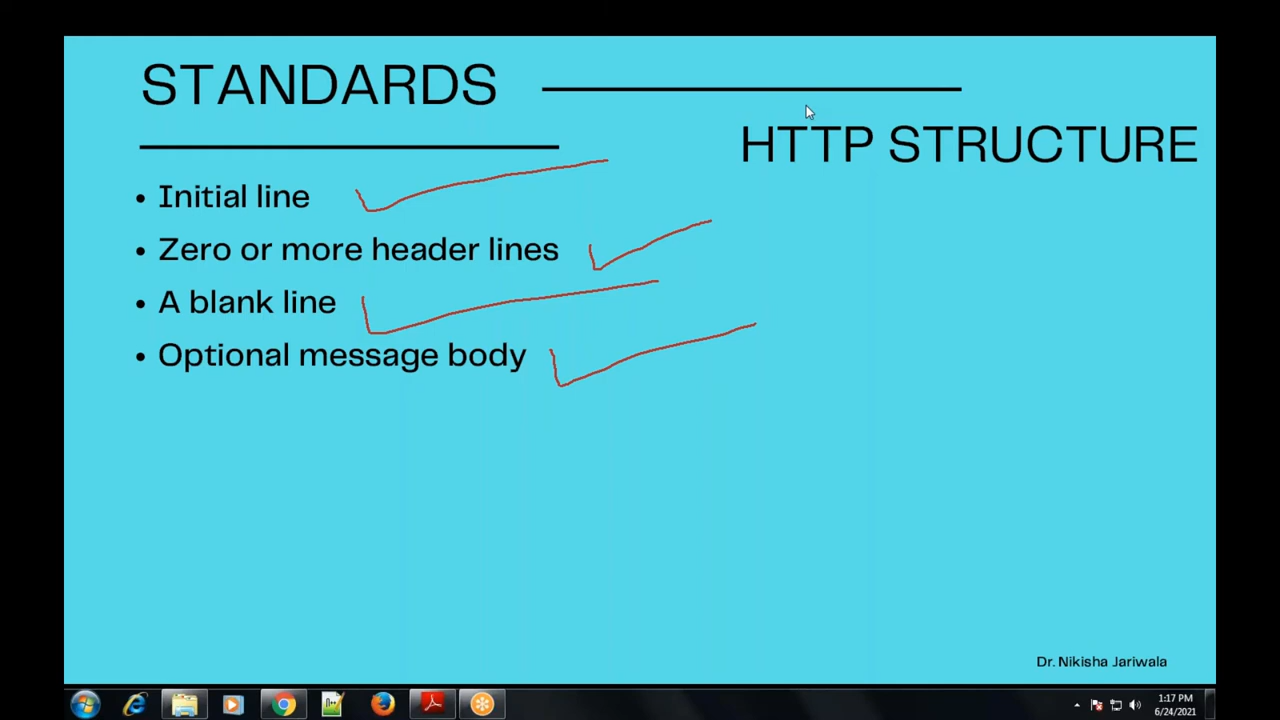 STANDARDS
HTTP STRUCTURE
• Initial line
• Zero or more header lines
• A blank line
• Optional message body
Dr. Nikisha Jariwala
1:17 PM
6/24/2021